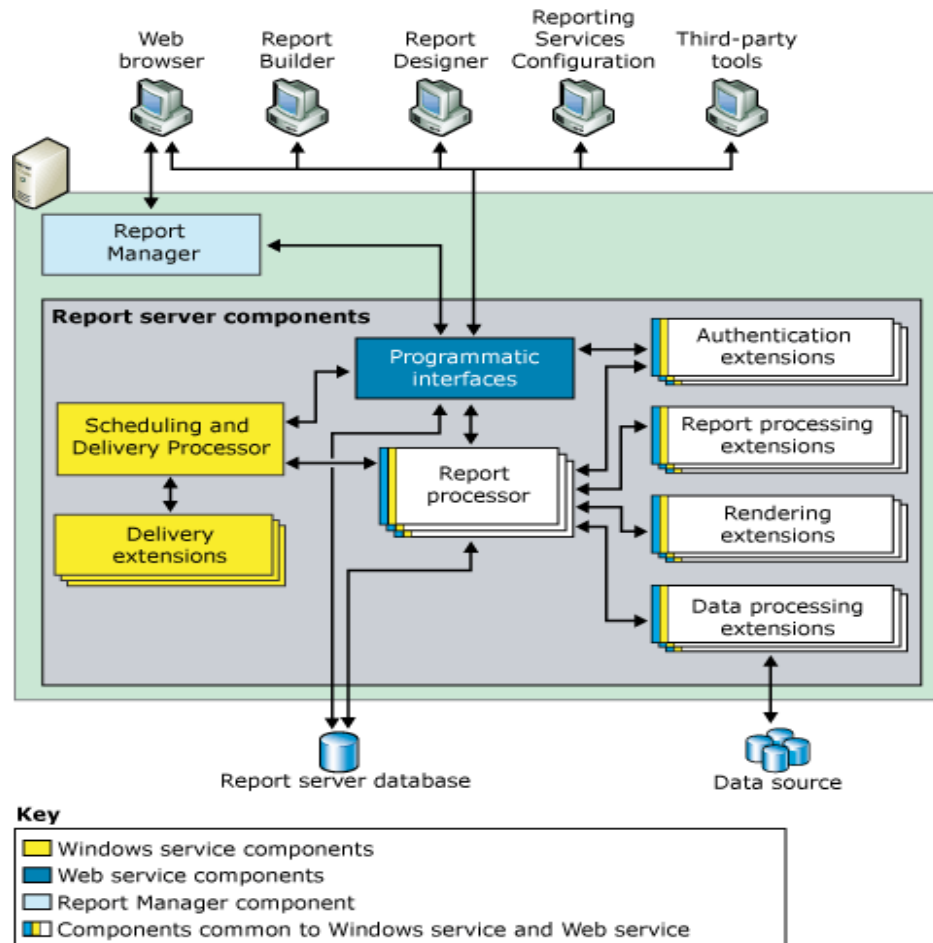 Web
browser
Report
Builder
Report
Designer
Reporting
Services
Configuration
Third-party
tools
Report
Manager
Report server components
Programmatic
interfaces
Authentication
extensions
Scheduling and
Delivery Processor
Report processing
extensions
Report
processor
Delivery
extensions
Rendering
extensions
Data processing
extensions
Report server database
Data source
Key
Windows service components
Web service components
Report Manager component
Components common to Windows service and Web service